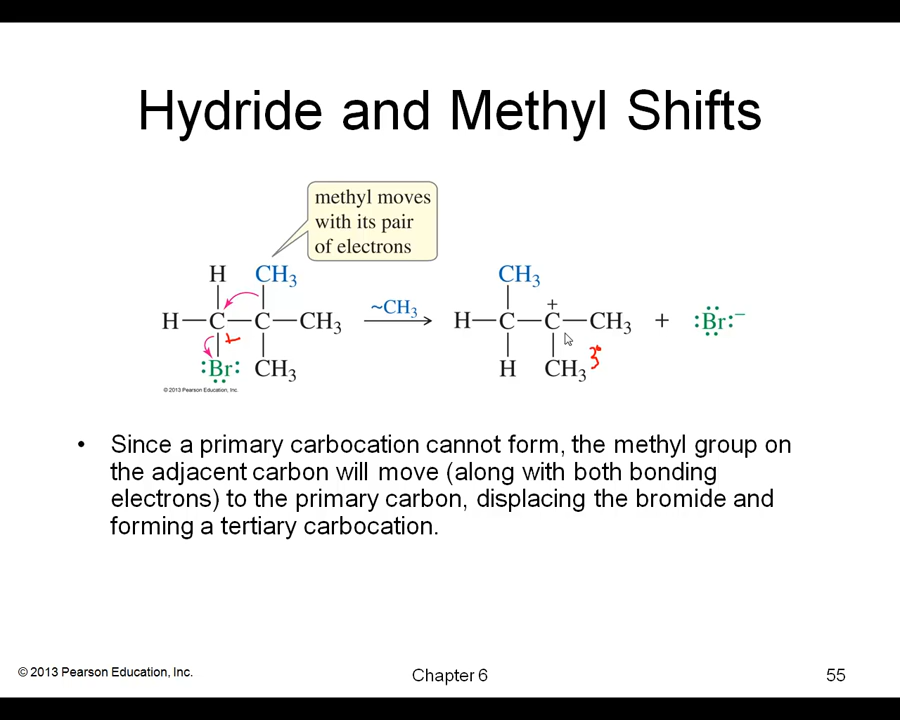 Hydride and Methyl Shifts
methyl moves
with its pair
of electrons
H CH₃ CH₃
H—C—C—CH₃ ~CH₃ H—C—C—CH₃ + :Br:⁻
+ +
:Br: CH₃ H CH₃ 3°
© 2013 Pearson Education, Inc.
• Since a primary carbocation cannot form, the methyl group on
the adjacent carbon will move (along with both bonding
electrons) to the primary carbon, displacing the bromide and
forming a tertiary carbocation.
© 2013 Pearson Education, Inc. Chapter 6 55